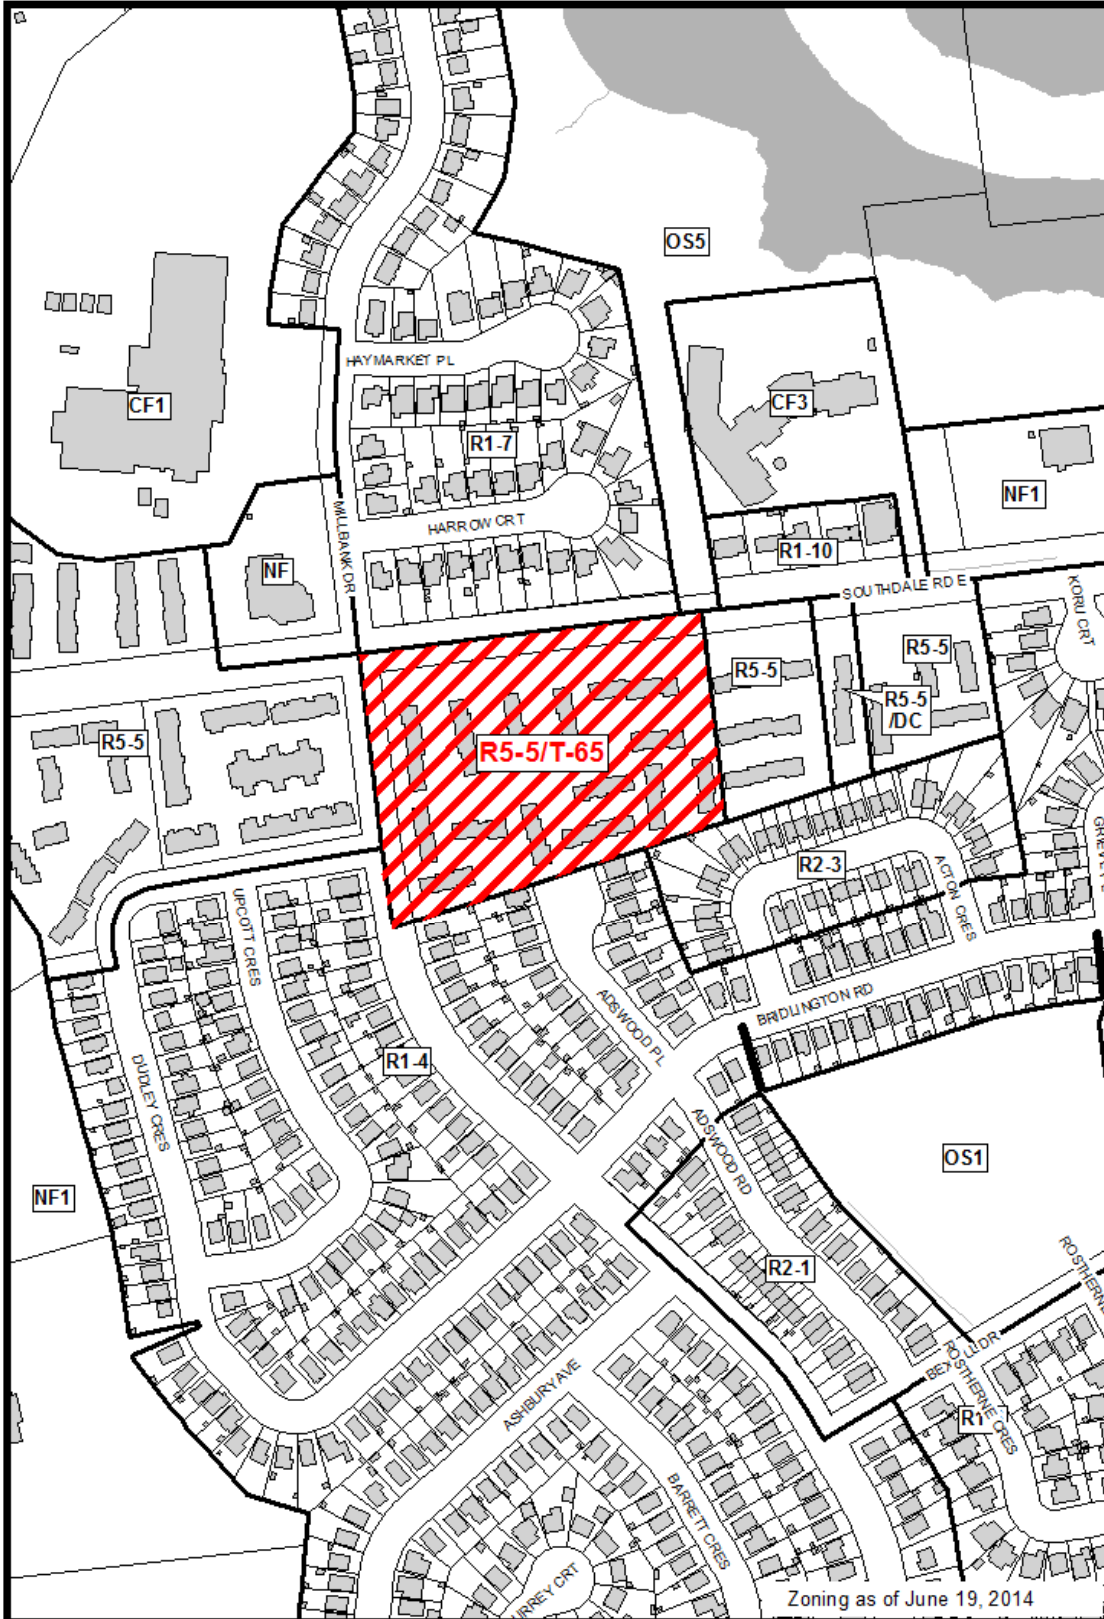 OS5
HAYMARKET PL
CF1
CF3
R1-7
NF1
MILLBANK DR
HARROW CRT
R1-10
NF
SOUTHDALE RD E
KORU CRT
R5-5
R5-5
R5-5
/DC
R5-5
R5-5/T-65
R2-3
ACTON CRES
UPCOTT CRES
ADSWOOD PL
BRIDLINGTON RD
DUDLEY CRES
R1-4
ADSWOOD RD
OS1
NF1
R2-1
ROSTHERNE
BEXHILL DR
ROSTHERNE CRES
ASHBURY AVE
BARRETT CRES
Zoning as of June 19, 2014